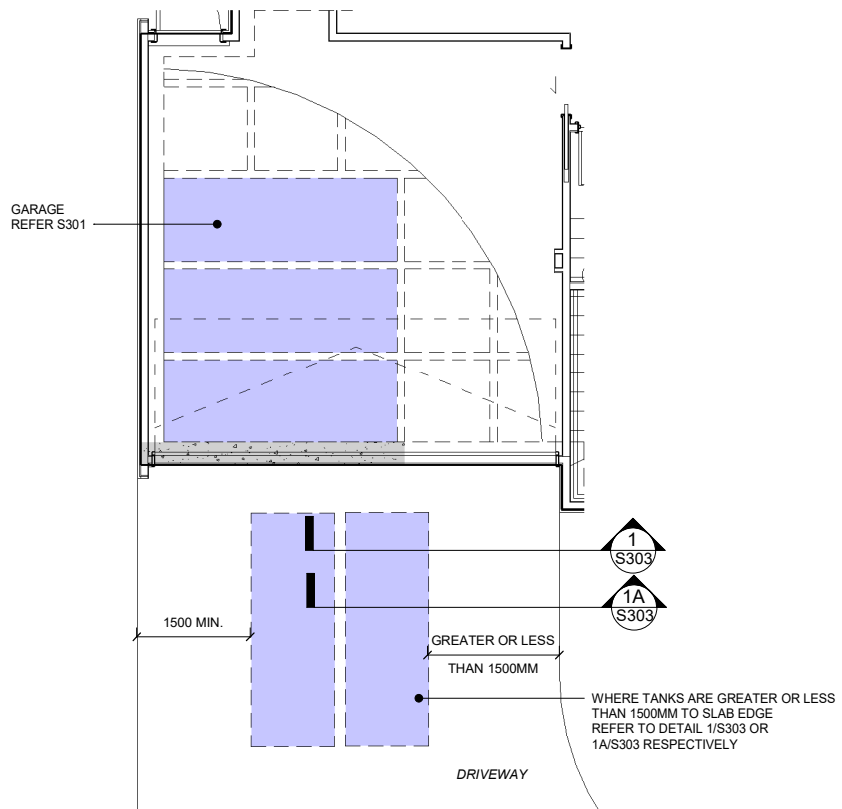 GARAGE
REFER S301
1
S303
1A
S303
1500 MIN.
GREATER OR LESS
THAN 1500MM
WHERE TANKS ARE GREATER OR LESS
THAN 1500MM TO SLAB EDGE
REFER TO DETAIL 1/S303 OR
1A/S303 RESPECTIVELY
DRIVEWAY